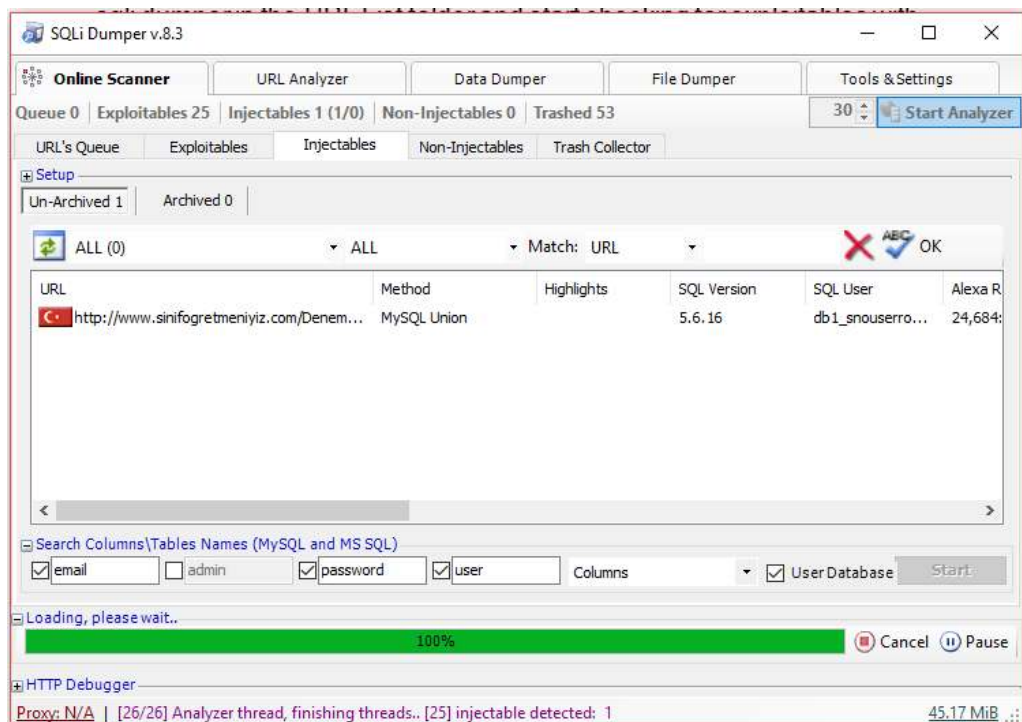 SQLi Dumper v.8.3
Online Scanner URL Analyzer Data Dumper File Dumper Tools & Settings
Queue 0 Exploitables 25 Injectables 1 (1/0) Non-Injectables 0 Trashed 53 30 Start Analyzer
URL's Queue Exploitables Injectables Non-Injectables Trash Collector
Setup
Un-Archived 1 Archived 0
ALL (0) ALL Match: URL ABC OK
URL Method Highlights SQL Version SQL User Alexa R
http://www.sinifogretmeniyiz.com/Denem... MySQL Union 5.6.16 db1_snouserro... 24,684:
Search Columns\Tables Names (MySQL and MS SQL)
email admin password user Columns User Database Start
Loading, please wait..
100% Cancel Pause
HTTP Debugger
Proxy: N/A | [26/26] Analyzer thread, finishing threads.. [25] injectable detected: 1 45.17 MiB